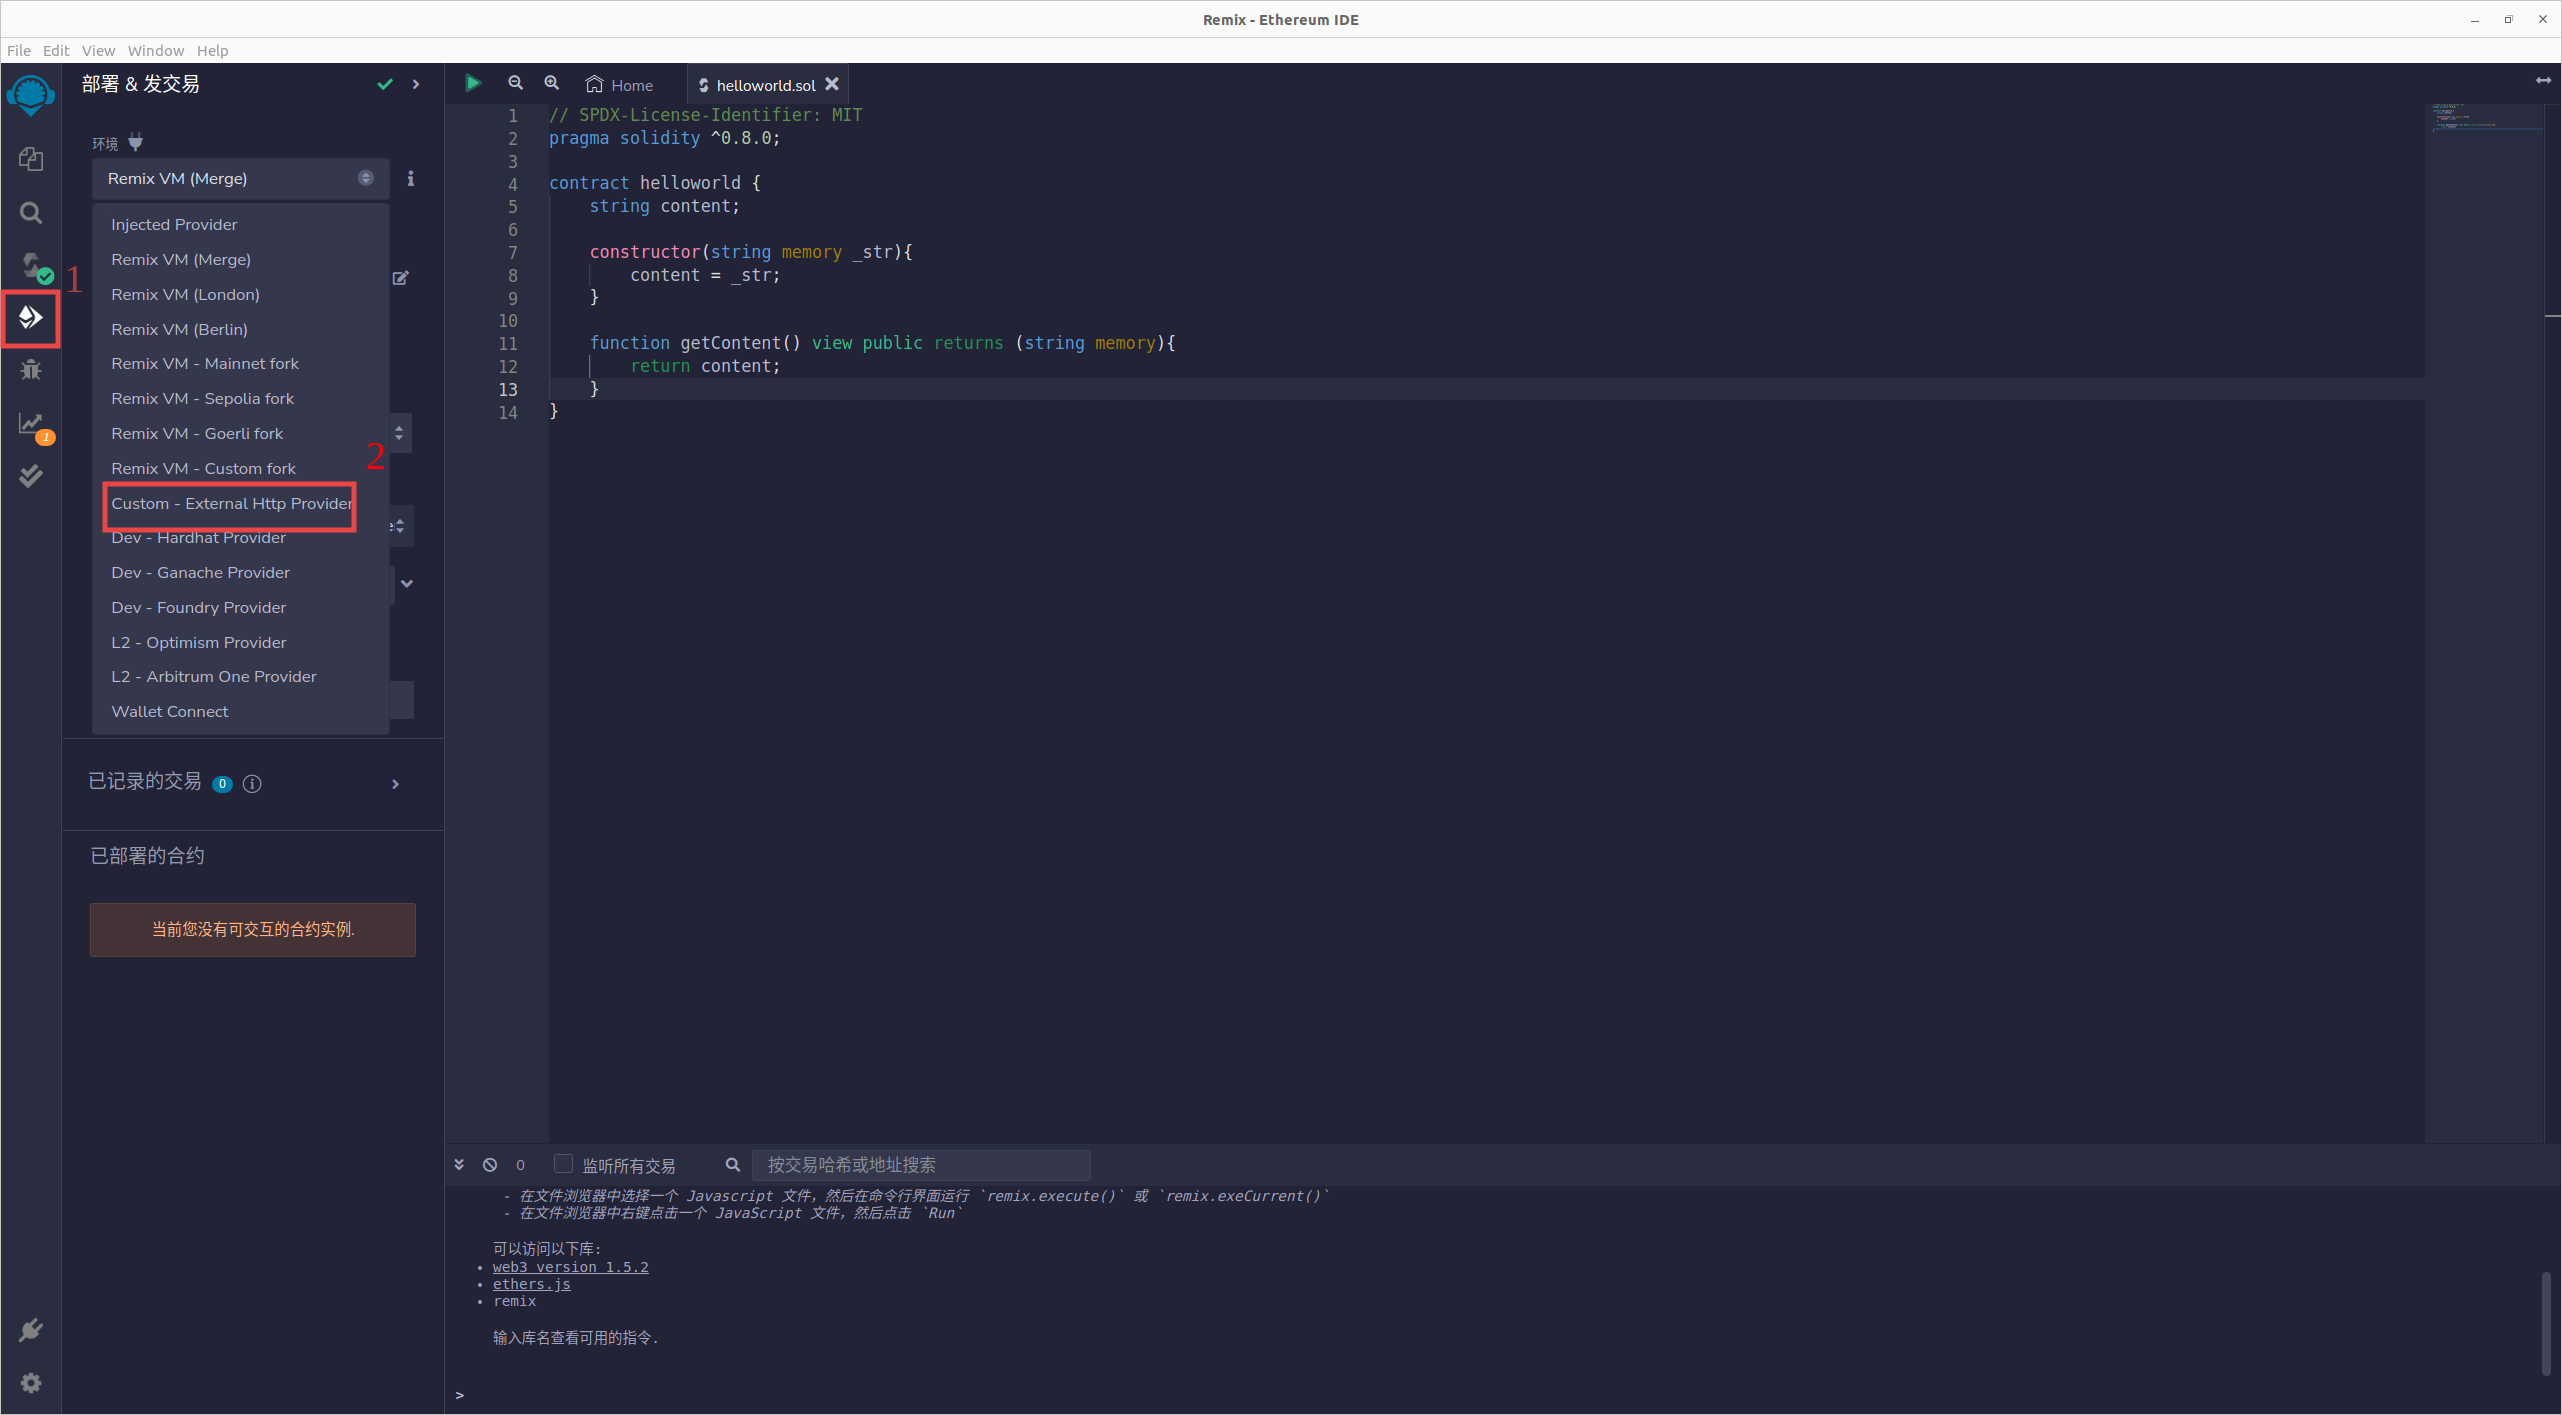 Remix - Ethereum IDE
File Edit View Window Help
部署 & 发交易
环境
Remix VM (Merge)
Injected Provider
Remix VM (Merge)
Remix VM (London)
Remix VM (Berlin)
Remix VM - Mainnet fork
Remix VM - Sepolia fork
Remix VM - Goerli fork
Remix VM - Custom fork
Custom - External Http Provider
Dev - Hardhat Provider
Dev - Ganache Provider
Dev - Foundry Provider
L2 - Optimism Provider
L2 - Arbitrum One Provider
Wallet Connect
1
2
1
已记录的交易 0
已部署的合约
当前您没有可交互的合约实例.
Home
helloworld.sol
1 // SPDX-License-Identifier: MIT
2 pragma solidity ^0.8.0;
3
4 contract helloworld {
5 string content;
6
7 constructor(string memory _str){
8 content = _str;
9 }
10
11 function getContent() view public returns (string memory){
12 return content;
13 }
14 }
0 监听所有交易 按交易哈希或地址搜索
- 在文件浏览器中选择一个 Javascript 文件，然后在命令行界面运行 `remix.execute()` 或 `remix.exeCurrent()`
- 在文件浏览器中右键点击一个 JavaScript 文件，然后点击 `Run`
可以访问以下库:
• web3 version 1.5.2
• ethers.js
• remix
输入库名查看可用的指令.
>